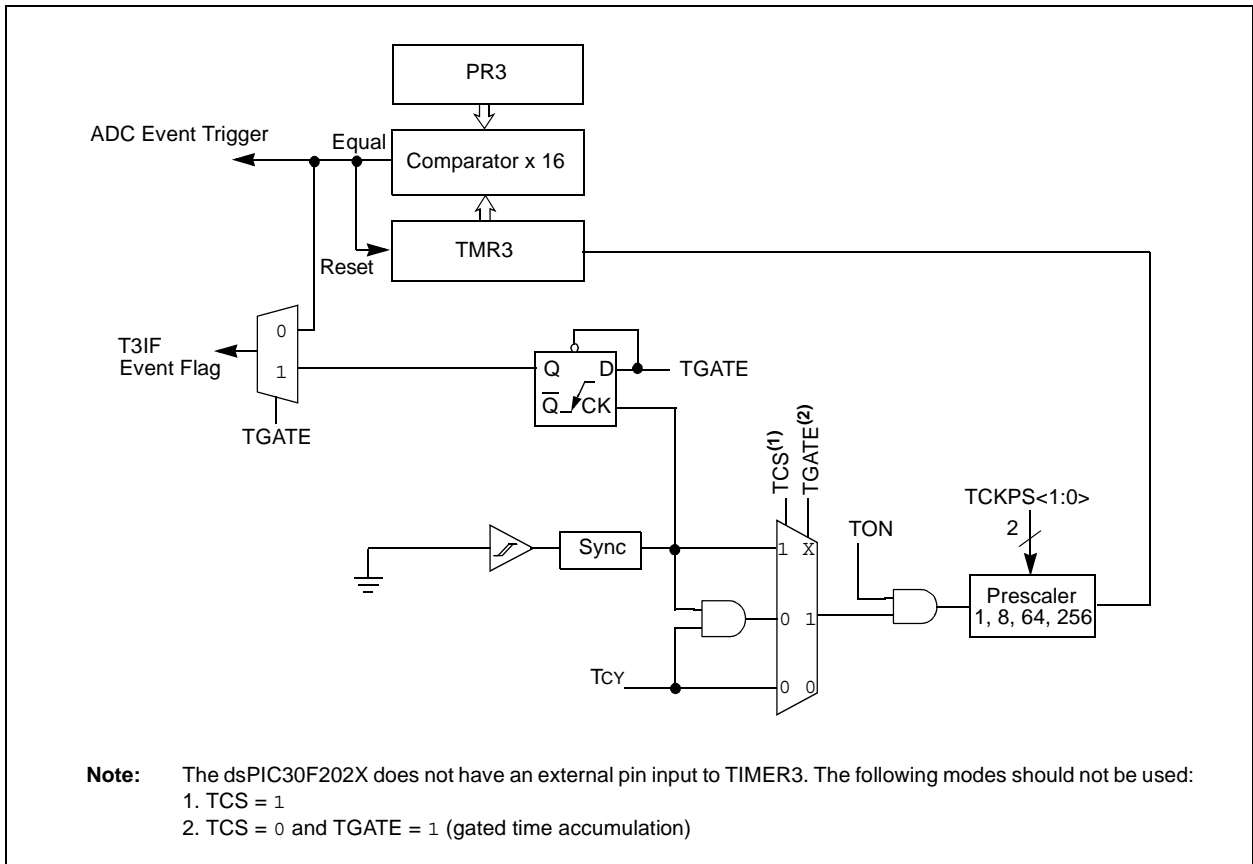 PR3
ADC Event Trigger
Equal
Comparator x 16
TMR3
Reset
0
T3IF
Event Flag
1
TGATE
Q
D
TGATE
Q
CK
TCS(1)
TGATE(2)
TCKPS<1:0>
2
TON
Sync
1 X
Prescaler
1, 8, 64, 256
0 1
TCY
0 0
Note: The dsPIC30F202X does not have an external pin input to TIMER3. The following modes should not be used:
1. TCS = 1
2. TCS = 0 and TGATE = 1 (gated time accumulation)